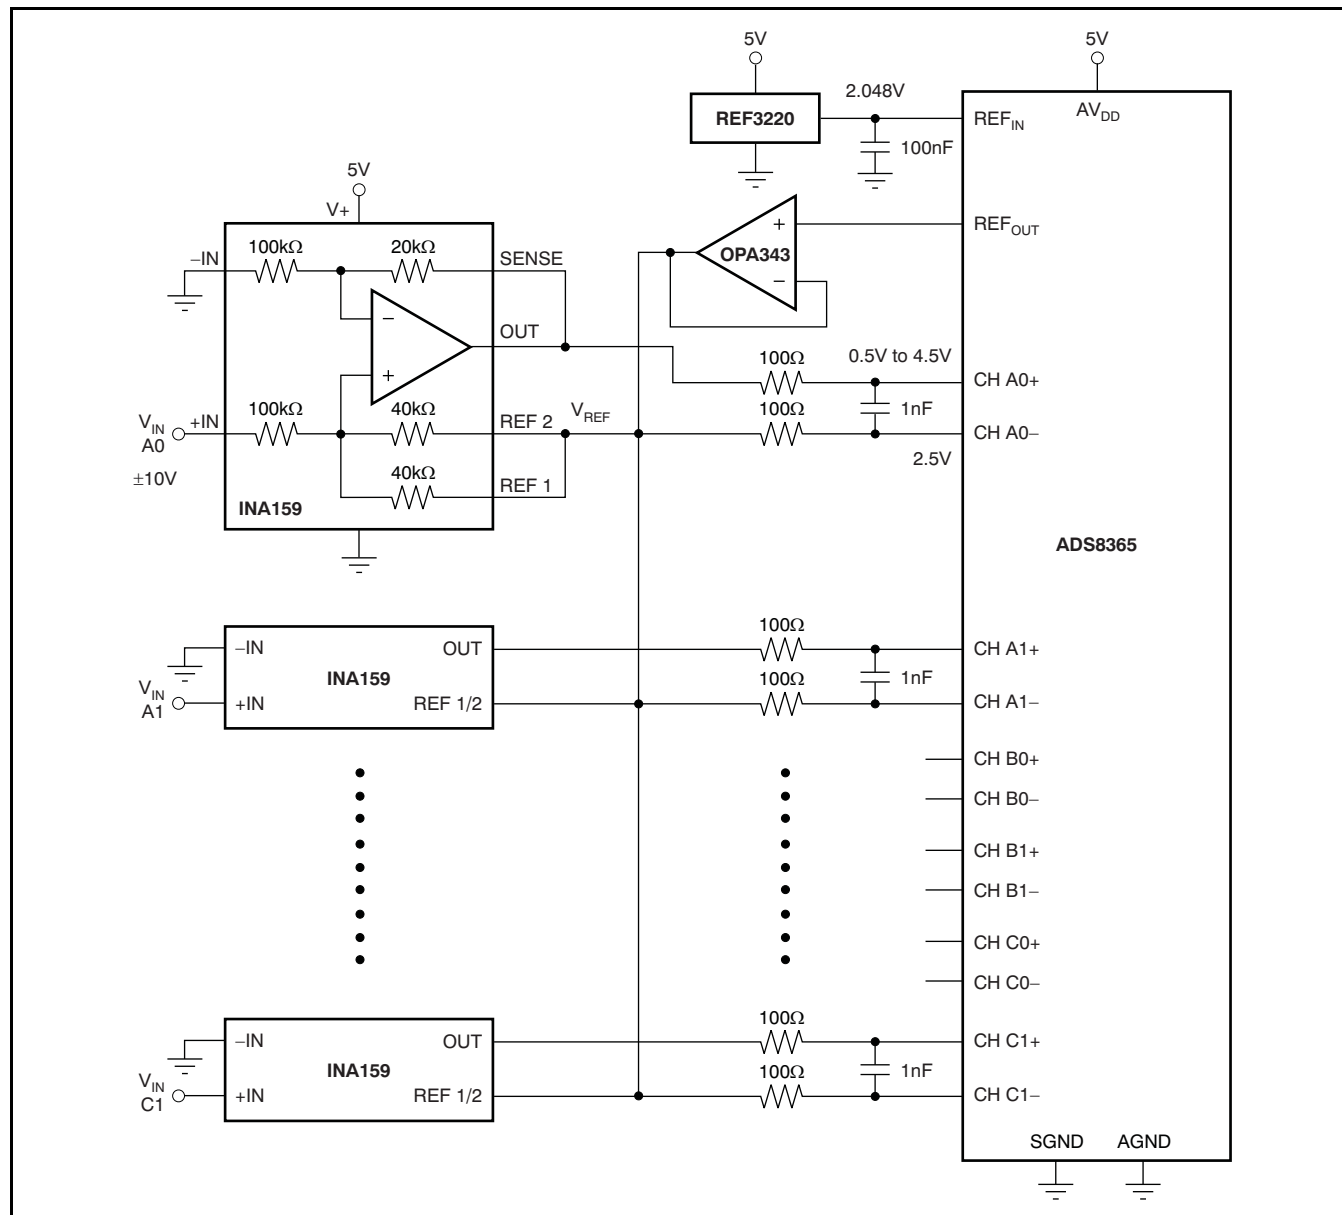 5V
5V
2.048V
REF3220
REF_IN
AV_DD
100nF
5V
V+
REF_OUT
+
OPA343
−
−IN
100kΩ
20kΩ
SENSE
−
OUT
+
100Ω
0.5V to 4.5V
CH A0+
1nF
V_IN
A0
+IN
100kΩ
40kΩ
REF 2
V_REF
100Ω
CH A0−
2.5V
±10V
40kΩ
REF 1
INA159
ADS8365
−IN
OUT
100Ω
CH A1+
INA159
1nF
V_IN
A1
+IN
REF 1/2
100Ω
CH A1−
CH B0+
CH B0−
CH B1+
CH B1−
CH C0+
CH C0−
−IN
OUT
100Ω
CH C1+
INA159
1nF
V_IN
C1
+IN
REF 1/2
100Ω
CH C1−
SGND
AGND